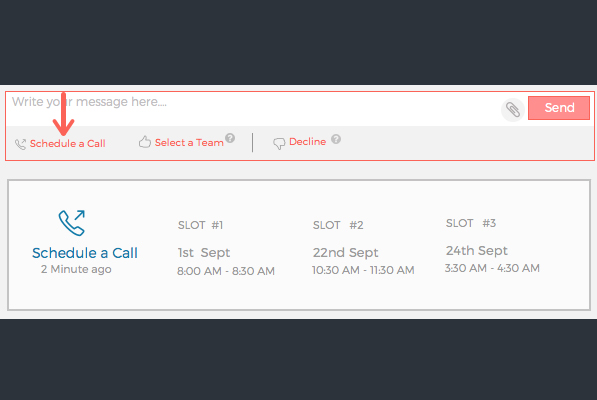 Write your message here....
Send
Schedule a Call
Select a Team ?
Decline ?
Schedule a Call
2 Minute ago
SLOT #1
1st Sept
8:00 AM - 8:30 AM
SLOT #2
22nd Sept
10:30 AM - 11:30 AM
SLOT #3
24th Sept
3:30 AM - 4:30 AM